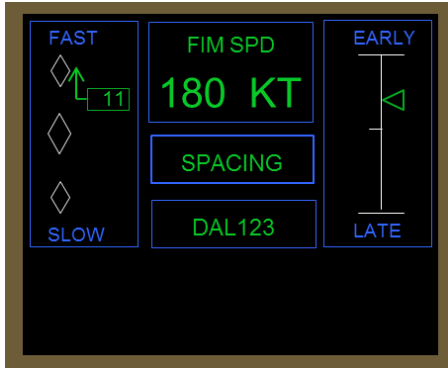 FAST
11
SLOW
FIM SPD
180 KT
SPACING
DAL123
EARLY
LATE